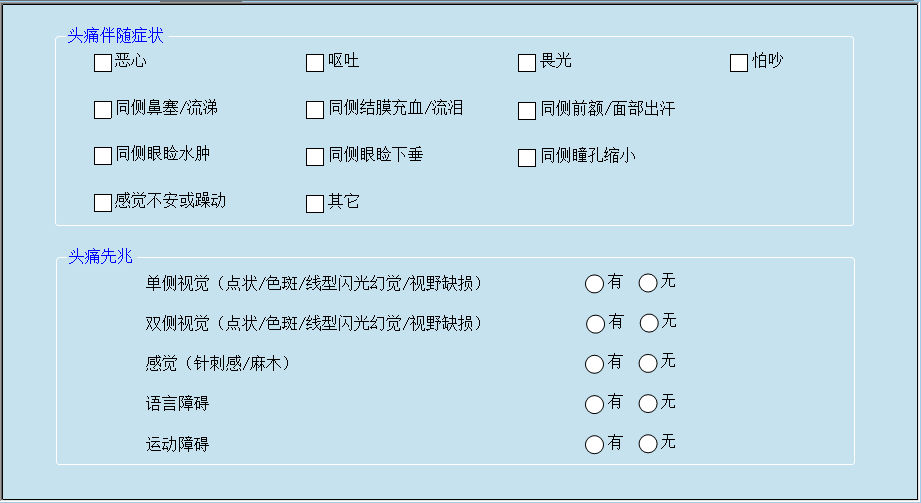 头痛伴随症状
恶心 呕吐 畏光 怕吵
同侧鼻塞/流涕 同侧结膜充血/流泪 同侧前额/面部出汗
同侧眼睑水肿 同侧眼睑下垂 同侧瞳孔缩小
感觉不安或躁动 其它
头痛先兆
单侧视觉（点状/色斑/线型闪光幻觉/视野缺损） 有 无
双侧视觉（点状/色斑/线型闪光幻觉/视野缺损） 有 无
感觉（针刺感/麻木） 有 无
语言障碍 有 无
运动障碍 有 无